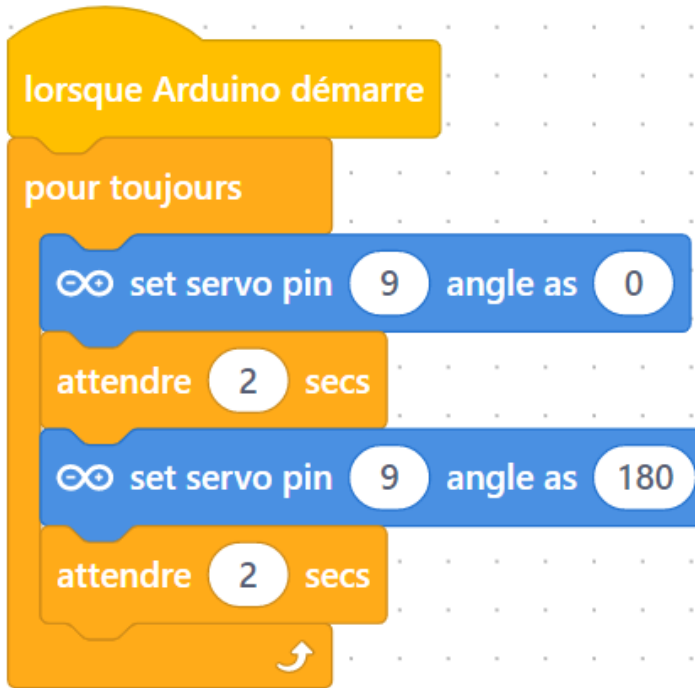 lorsque Arduino démarre
pour toujours
set servo pin 9 angle as 0
attendre 2 secs
set servo pin 9 angle as 180
attendre 2 secs